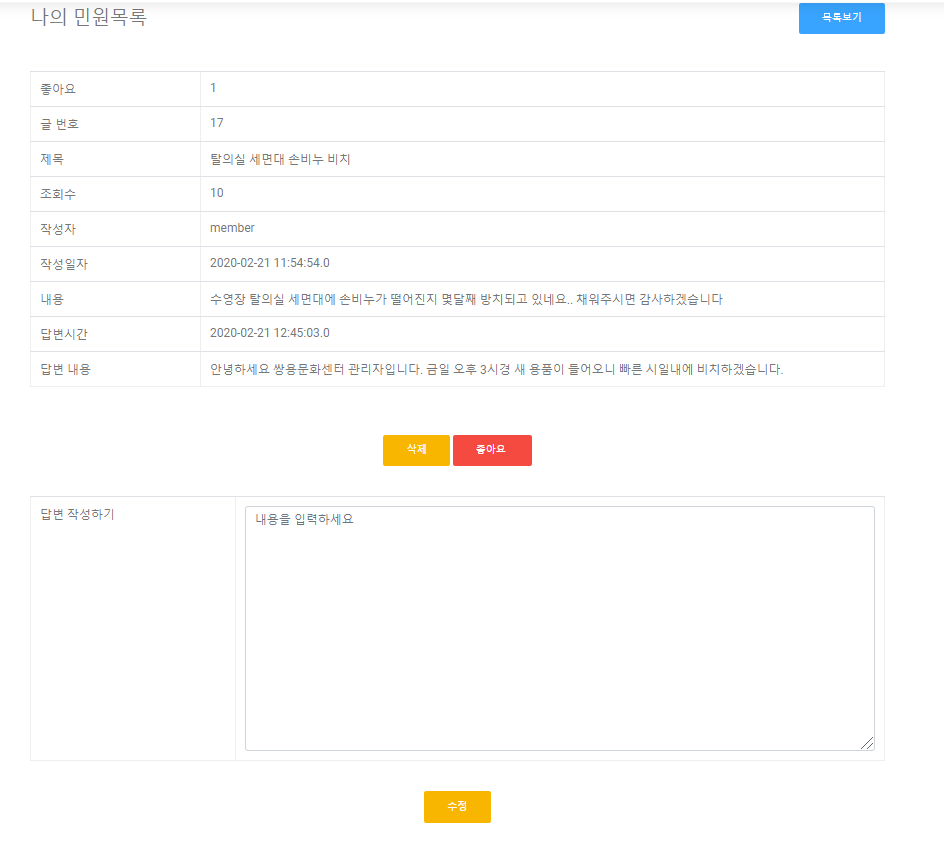 나의 민원목록 목록보기
좋아요 1
글 번호 17
제목 탈의실 세면대 손비누 비치
조회수 10
작성자 member
작성일자 2020-02-21 11:54:54.0
내용 수영장 탈의실 세면대에 손비누가 떨어진지 몇달째 방치되고 있네요.. 채워주시면 감사하겠습니다
답변시간 2020-02-21 12:45:03.0
답변 내용 안녕하세요 쌍용문화센터 관리자입니다. 금일 오후 3시경 새 용품이 들어오니 빠른 시일내에 비치하겠습니다.
삭제 좋아요
답변 작성하기 내용을 입력하세요
수정